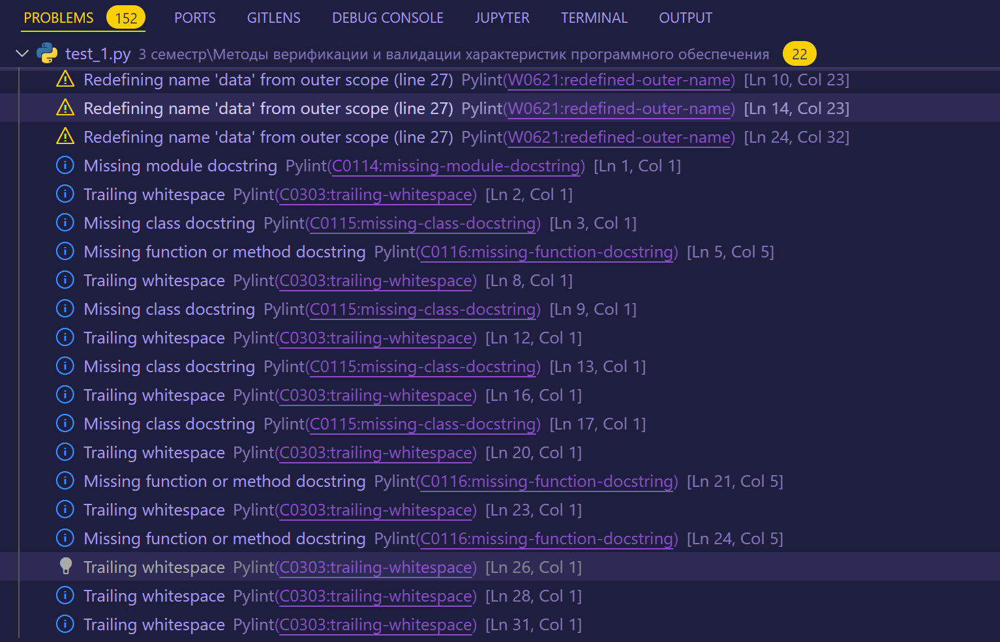 PROBLEMS 152 PORTS GITLENS DEBUG CONSOLE JUPYTER TERMINAL OUTPUT
test_1.py 3 семестр\Методы верификации и валидации характеристик программного обеспечения 22
Redefining name 'data' from outer scope (line 27) Pylint(W0621:redefined-outer-name) [Ln 10, Col 23]
Redefining name 'data' from outer scope (line 27) Pylint(W0621:redefined-outer-name) [Ln 14, Col 23]
Redefining name 'data' from outer scope (line 27) Pylint(W0621:redefined-outer-name) [Ln 24, Col 32]
Missing module docstring Pylint(C0114:missing-module-docstring) [Ln 1, Col 1]
Trailing whitespace Pylint(C0303:trailing-whitespace) [Ln 2, Col 1]
Missing class docstring Pylint(C0115:missing-class-docstring) [Ln 3, Col 1]
Missing function or method docstring Pylint(C0116:missing-function-docstring) [Ln 5, Col 5]
Trailing whitespace Pylint(C0303:trailing-whitespace) [Ln 8, Col 1]
Missing class docstring Pylint(C0115:missing-class-docstring) [Ln 9, Col 1]
Trailing whitespace Pylint(C0303:trailing-whitespace) [Ln 12, Col 1]
Missing class docstring Pylint(C0115:missing-class-docstring) [Ln 13, Col 1]
Trailing whitespace Pylint(C0303:trailing-whitespace) [Ln 16, Col 1]
Missing class docstring Pylint(C0115:missing-class-docstring) [Ln 17, Col 1]
Trailing whitespace Pylint(C0303:trailing-whitespace) [Ln 20, Col 1]
Missing function or method docstring Pylint(C0116:missing-function-docstring) [Ln 21, Col 5]
Trailing whitespace Pylint(C0303:trailing-whitespace) [Ln 23, Col 1]
Missing function or method docstring Pylint(C0116:missing-function-docstring) [Ln 24, Col 5]
Trailing whitespace Pylint(C0303:trailing-whitespace) [Ln 26, Col 1]
Trailing whitespace Pylint(C0303:trailing-whitespace) [Ln 28, Col 1]
Trailing whitespace Pylint(C0303:trailing-whitespace) [Ln 31, Col 1]